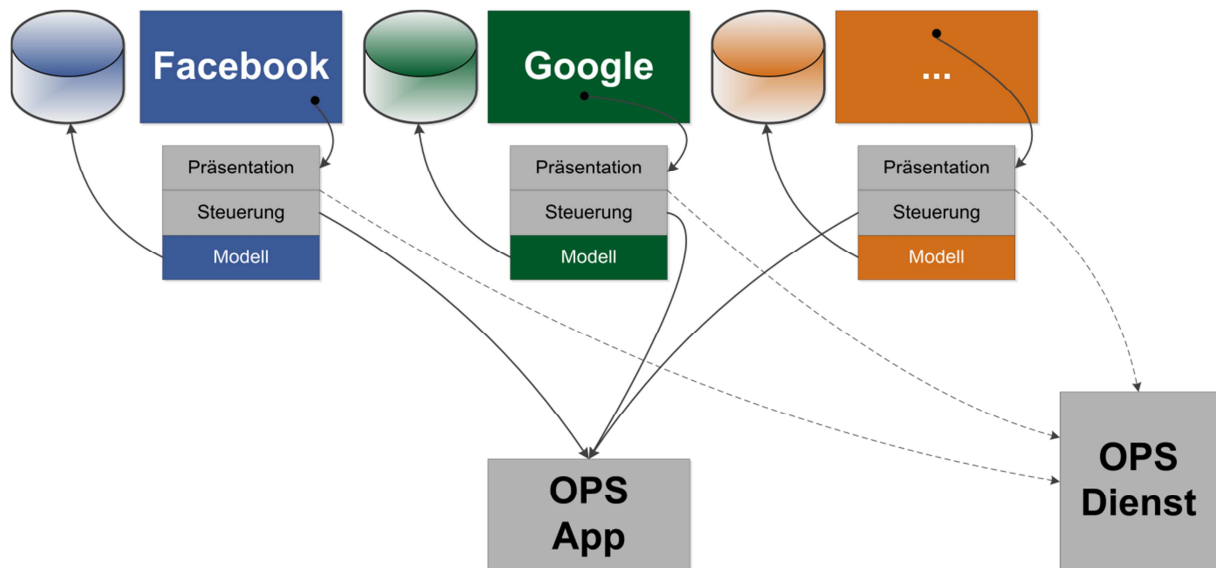 Facebook
Google
...
Präsentation
Steuerung
Modell
Präsentation
Steuerung
Modell
Präsentation
Steuerung
Modell
OPS
App
OPS
Dienst